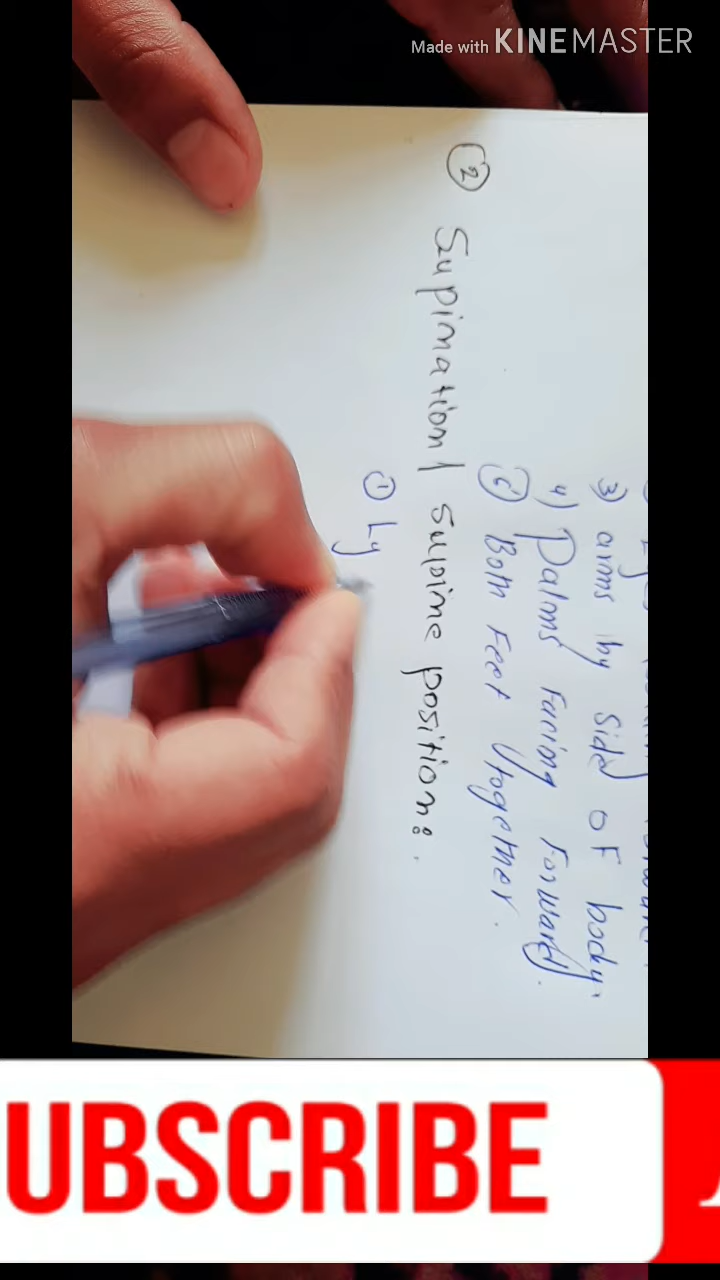 Made with KINEMASTER
3) arms by side of body.
4) Palms Facing Forward.
Both Feet together.
2 Supination/ supine position:.
1 Ly
UBSCRIBE